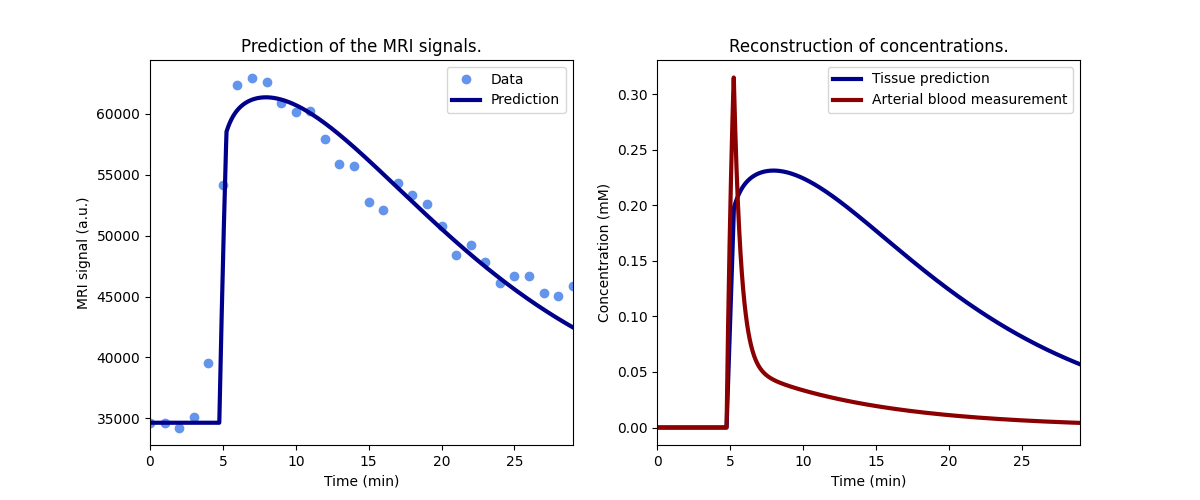 Prediction of the MRI signals.
MRI signal (a.u.)
60000
55000
50000
45000
40000
35000
Data
Prediction
0 5 10 15 20 25
Time (min)
Reconstruction of concentrations.
Concentration (mM)
0.30
0.25
0.20
0.15
0.10
0.05
0.00
Tissue prediction
Arterial blood measurement
0 5 10 15 20 25
Time (min)